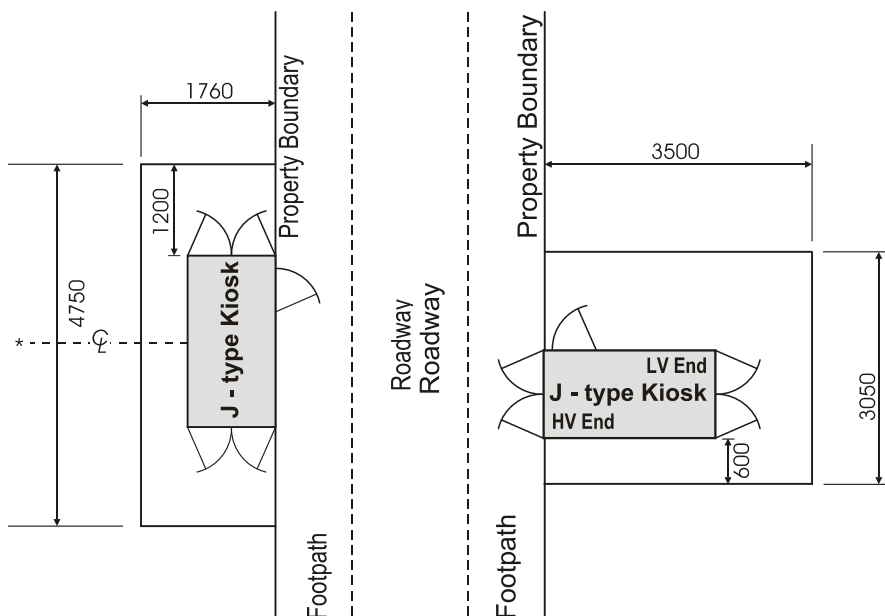 1760
Property Boundary
1200
4750
* ℄
J - type Kiosk
Footpath
Roadway
Roadway
Property Boundary
3500
LV End
J - type Kiosk
HV End
600
3050
Footpath